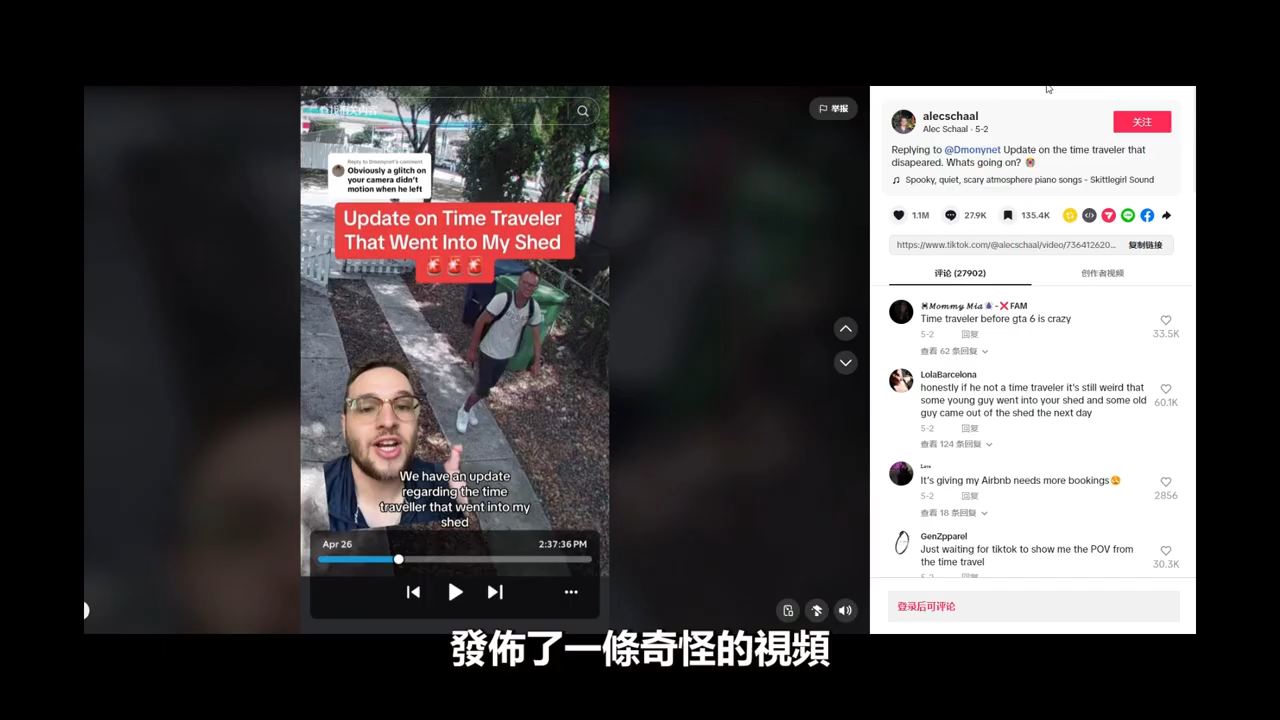 举报
Reply to Dmonynet's comment
Obviously a glitch on
your camera didn't
motion when he left
Update on Time Traveler
That Went Into My Shed
🚨🚨🚨
We have an update
regarding the time
traveller that went into my
shed
Apr 26
2:37:36 PM
發佈了一條奇怪的視頻
alecschaal
Alec Schaal · 5-2
关注
Replying to @Dmonynet Update on the time traveler that
disapeared. Whats going on?
Spooky, quiet, scary atmosphere piano songs - Skittlegirl Sound
1.1M
27.9K
135.4K
https://www.tiktok.com/@alecschaal/video/736412620...
复制链接
评论 (27902)
创作者视频
Mommy Mia - ❌ FAM
Time traveler before gta 6 is crazy
5-2
回复
33.5K
查看 62 条回复
LolaBarcelona
honestly if he not a time traveler it's still weird that
some young guy went into your shed and some old
guy came out of the shed the next day
60.1K
5-2
回复
查看 124 条回复
It's giving my Airbnb needs more bookings
5-2
回复
2856
查看 18 条回复
GenZpparel
Just waiting for tiktok to show me the POV from
the time travel
30.3K
5-2
回复
登录后可评论